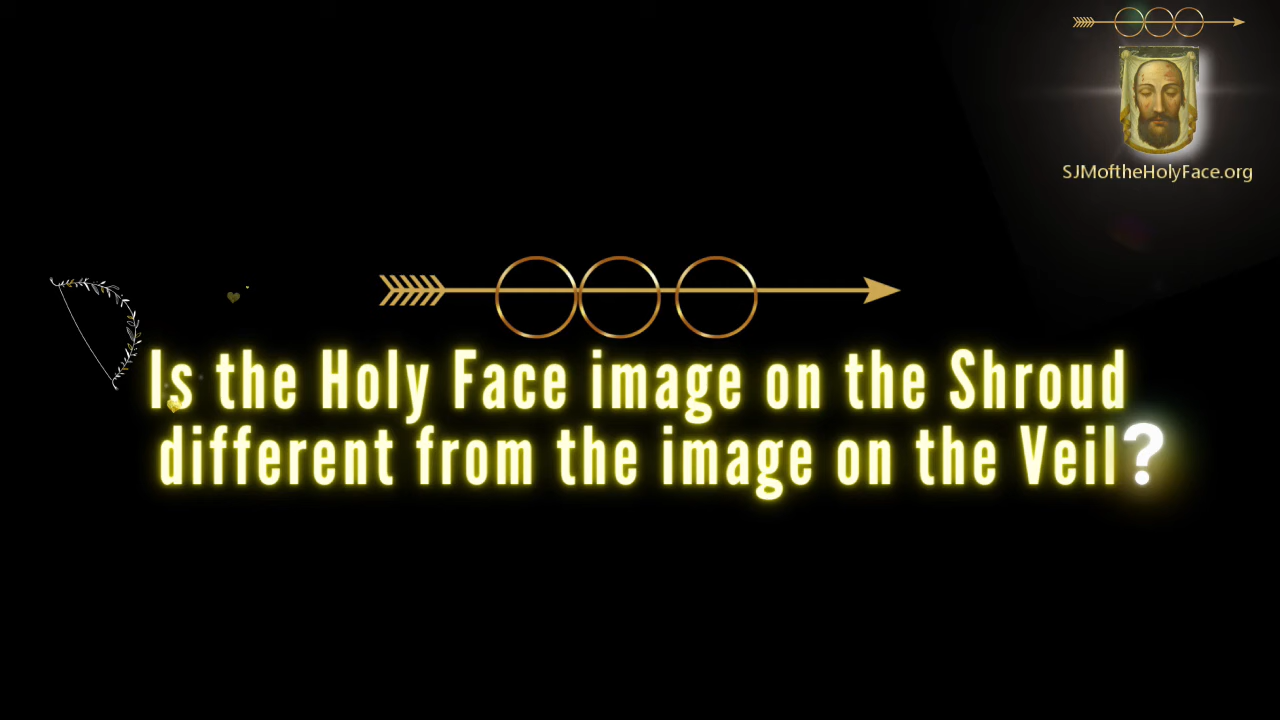 SJMoftheHolyFace.org
Is the Holy Face image on the Shroud
different from the image on the Veil?